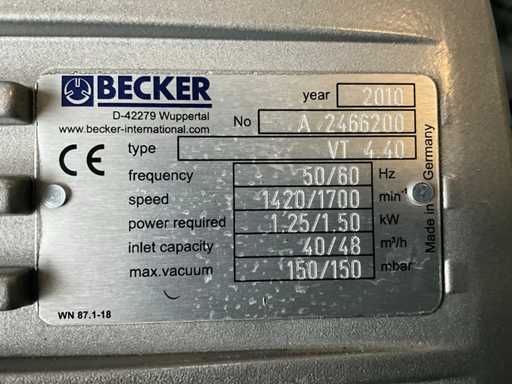 BECKER
D-42279 Wuppertal
www.becker-international.com
year 2010
No A 2466200
type VT 4.40
frequency 50/60 Hz
speed 1420/1700 min⁻¹
power required 1.25/1.50 kW
inlet capacity 40/48 m³/h
max.vacuum 150/150 mbar
CE
Made in Germany
WN 87.1-18